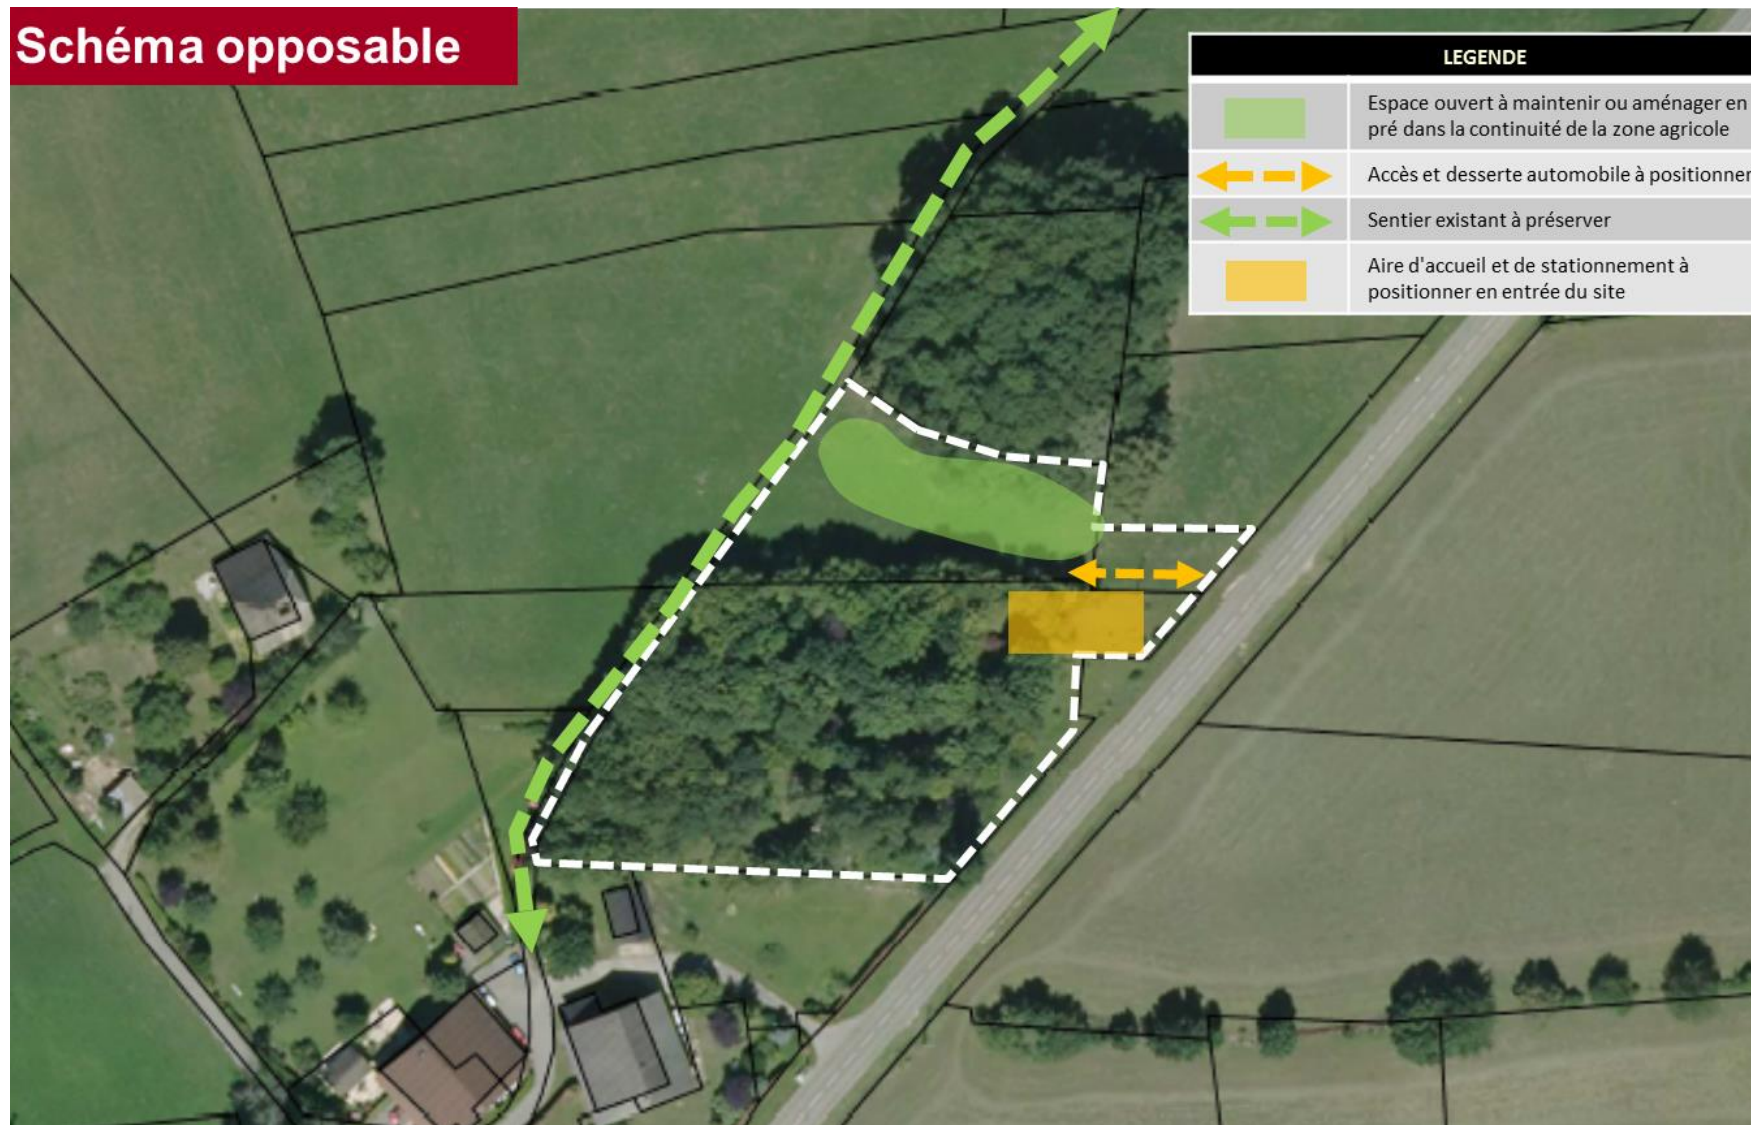 Schéma opposable
LEGENDE
Espace ouvert à maintenir ou aménager en
pré dans la continuité de la zone agricole
Accès et desserte automobile à positionner
Sentier existant à préserver
Aire d'accueil et de stationnement à
positionner en entrée du site